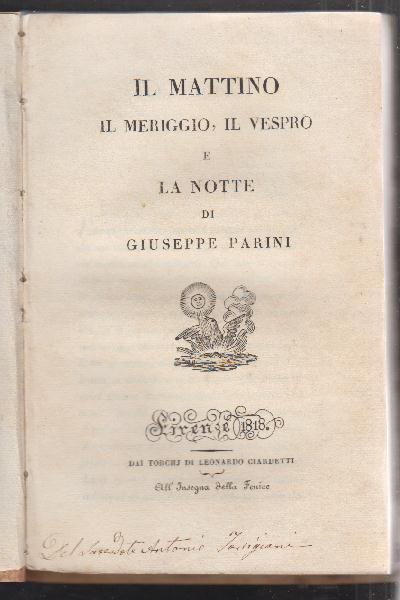 IL MATTINO
IL MERIGGIO, IL VESPRO
E
LA NOTTE
DI
GIUSEPPE PARINI
Firenze 1818.
DAI TORCHJ DI LEONARDO CIARDETTI
All'Insegna della Fenice
Del Sacerdote Antonio